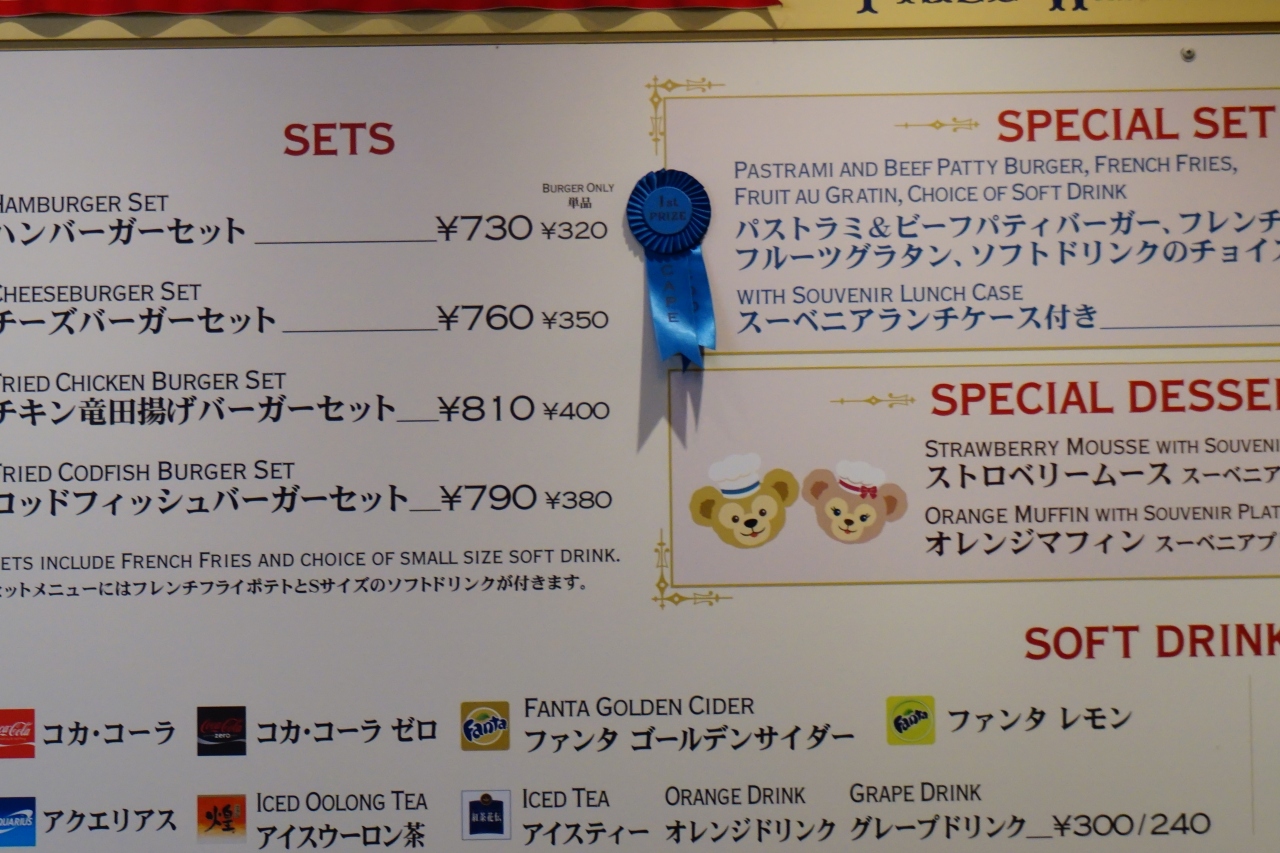 SETS
HAMBURGER SET
BURGER ONLY
単品
ハンバーガーセット ¥730 ¥320
CHEESEBURGER SET
チーズバーガーセット ¥760 ¥350
FRIED CHICKEN BURGER SET
チキン竜田揚げバーガーセット ¥810 ¥400
FRIED CODFISH BURGER SET
コッドフィッシュバーガーセット ¥790 ¥380
SETS INCLUDE FRENCH FRIES AND CHOICE OF SMALL SIZE SOFT DRINK.
セットメニューにはフレンチフライポテトとSサイズのソフトドリンクが付きます。
1st
PRIZE
CAPE
SPECIAL SET
PASTRAMI AND BEEF PATTY BURGER, FRENCH FRIES,
FRUIT AU GRATIN, CHOICE OF SOFT DRINK
パストラミ&ビーフパティバーガー、フレンチ
フルーツグラタン、ソフトドリンクのチョイス
WITH SOUVENIR LUNCH CASE
スーベニアランチケース付き
SPECIAL DESSE
STRAWBERRY MOUSSE WITH SOUVENI
ストロベリームース スーベニア
ORANGE MUFFIN WITH SOUVENIR PLAT
オレンジマフィン スーベニアプ
SOFT DRINK
Coca-Cola コカ・コーラ
Coca-Cola zero コカ・コーラ ゼロ
FANTA GOLDEN CIDER
Fanta ファンタ ゴールデンサイダー
Fanta ファンタ レモン
AQUARIUS アクエリアス
ICED OOLONG TEA
煌 アイスウーロン茶
ICED TEA
紅茶花伝 アイスティー
ORANGE DRINK
オレンジドリンク
GRAPE DRINK
グレープドリンク ¥300/240